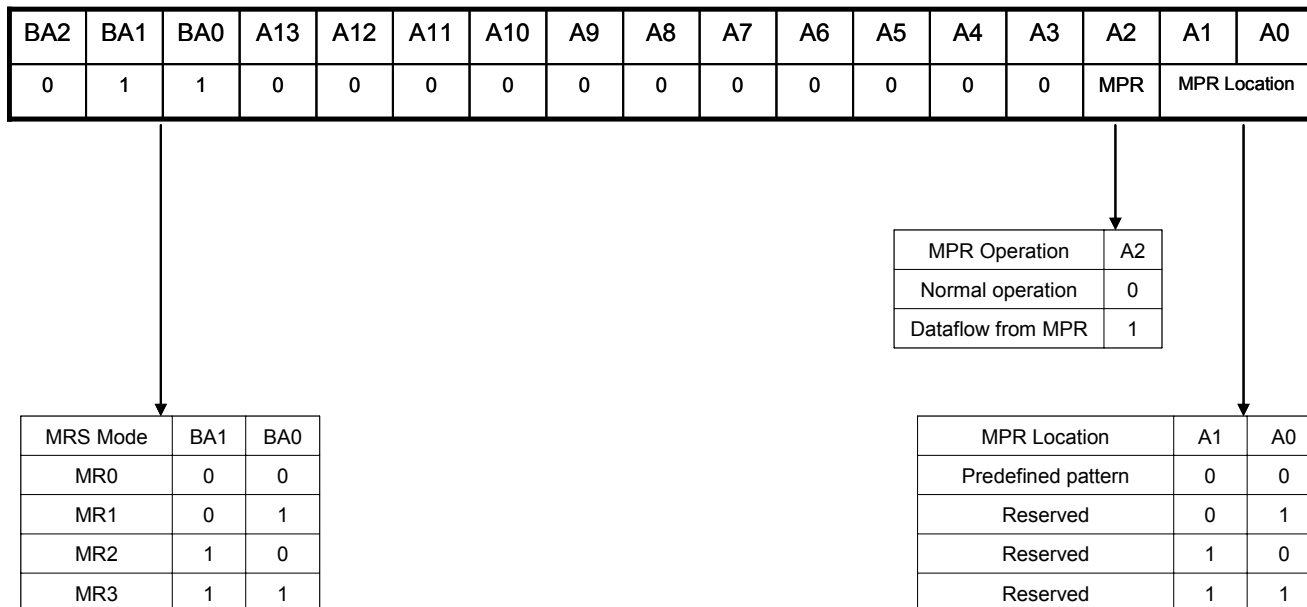 BA2 BA1 BA0 A13 A12 A11 A10 A9 A8 A7 A6 A5 A4 A3 A2 A1 A0
0 1 1 0 0 0 0 0 0 0 0 0 0 0 MPR MPR Location
MPR Operation A2
Normal operation 0
Dataflow from MPR 1
MRS Mode BA1 BA0
MR0 0 0
MR1 0 1
MR2 1 0
MR3 1 1
MPR Location A1 A0
Predefined pattern 0 0
Reserved 0 1
Reserved 1 0
Reserved 1 1